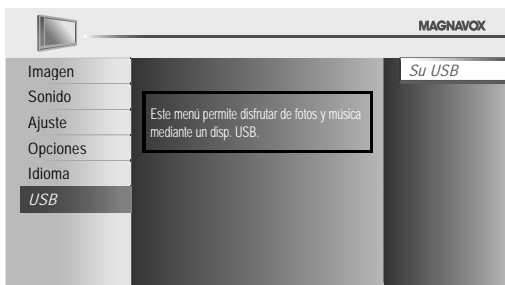 MAGNAVOX
Imagen
Sonido
Ajuste
Opciones
Idioma
USB
Este menú permite disfrutar de fotos y música
mediante un disp. USB.
Su USB